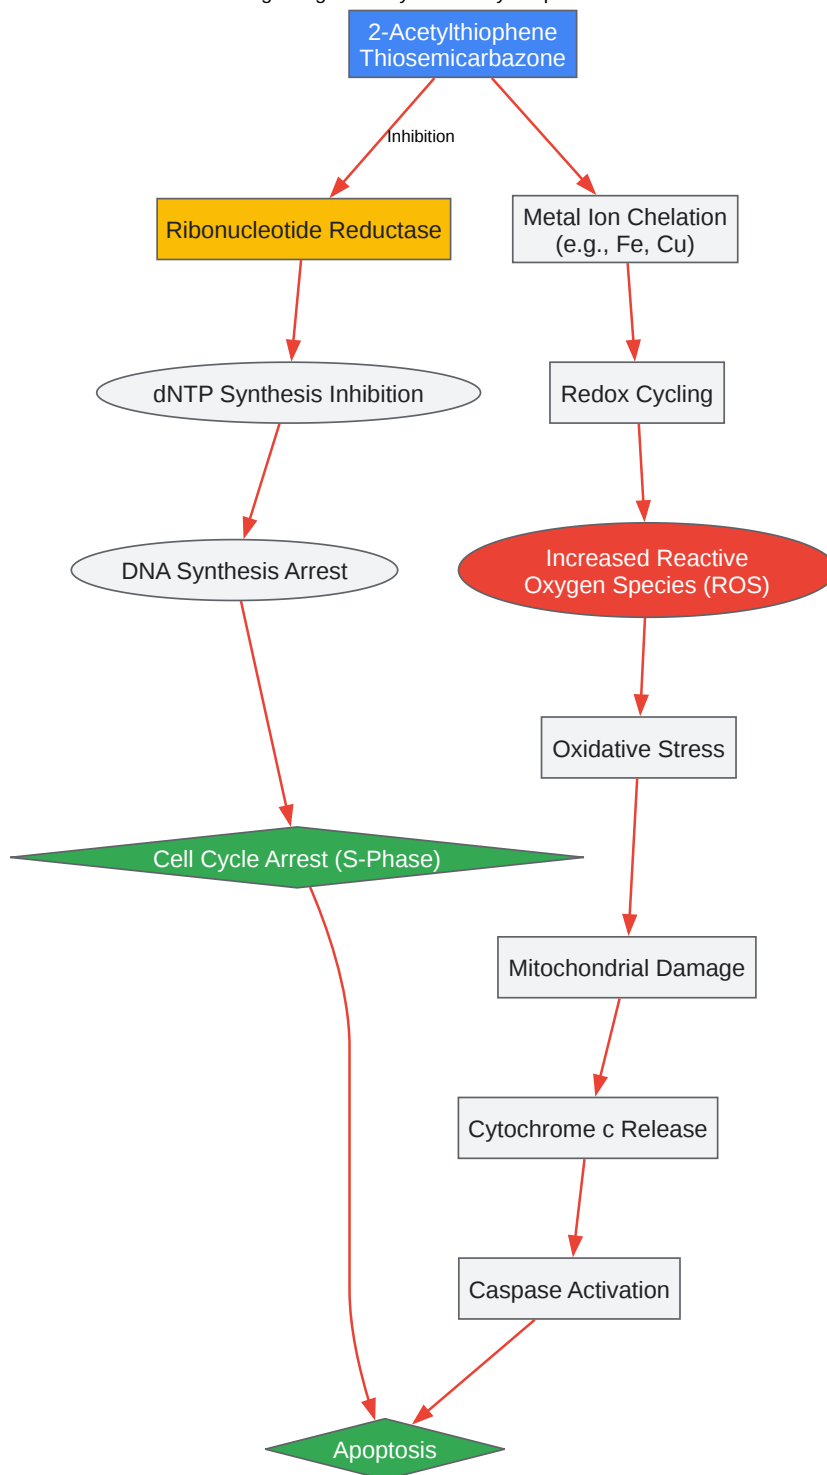 2-Acetylthiophene
Thiosemicarbazone
Inhibition
Ribonucleotide Reductase
Metal Ion Chelation
(e.g., Fe, Cu)
dNTP Synthesis Inhibition
Redox Cycling
DNA Synthesis Arrest
Increased Reactive
Oxygen Species (ROS)
Oxidative Stress
Cell Cycle Arrest (S-Phase)
Mitochondrial Damage
Cytochrome c Release
Caspase Activation
Apoptosis